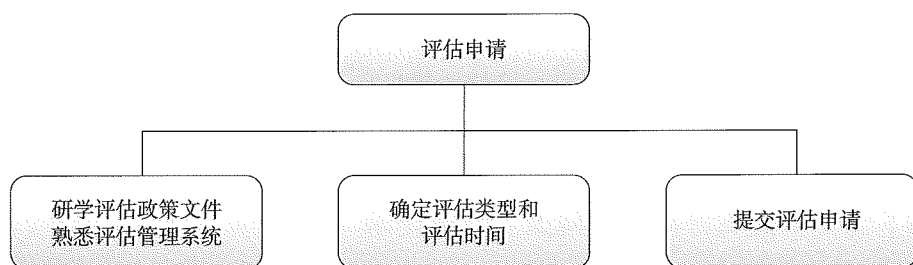 评估申请
研学评估政策文件
熟悉评估管理系统
确定评估类型和
评估时间
提交评估申请